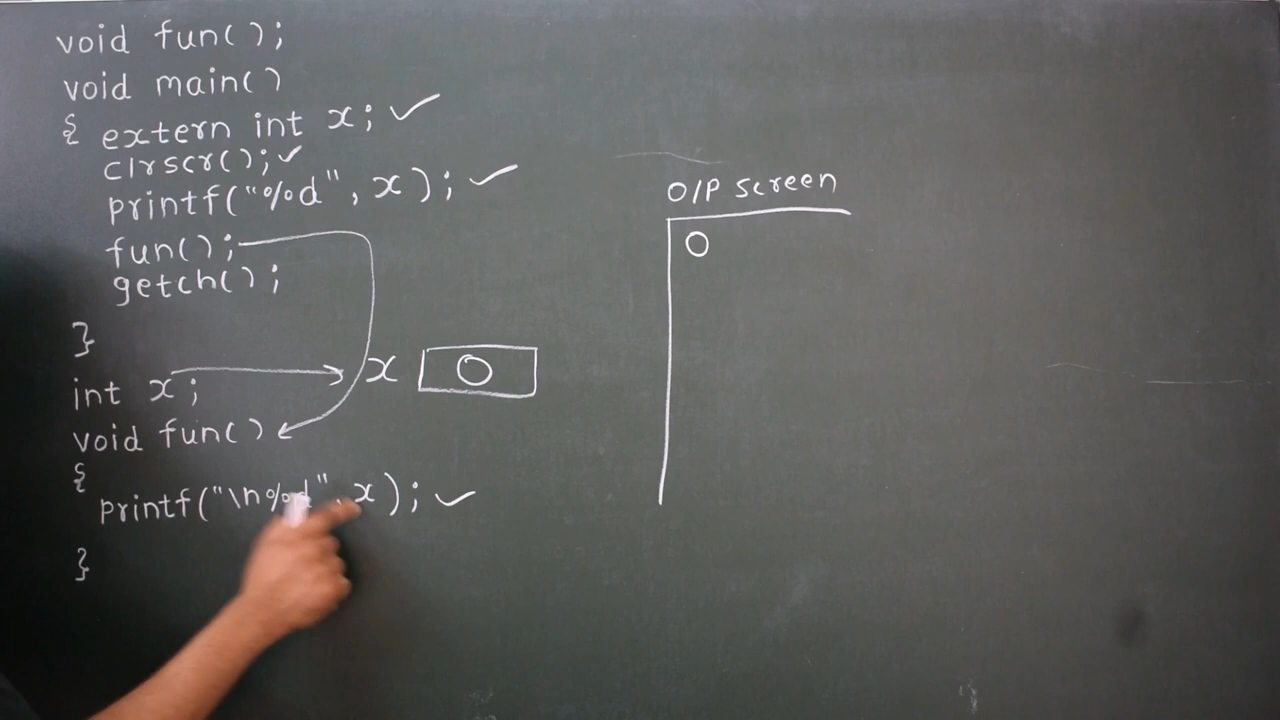 void fun();
void main()
{ extern int x; ✓
clrscr(); ✓
printf("%d", x); ✓
fun();
getch();
}
int x; → x 0
void fun()
{
printf("\n%d", x); ✓
}
O/P screen
0